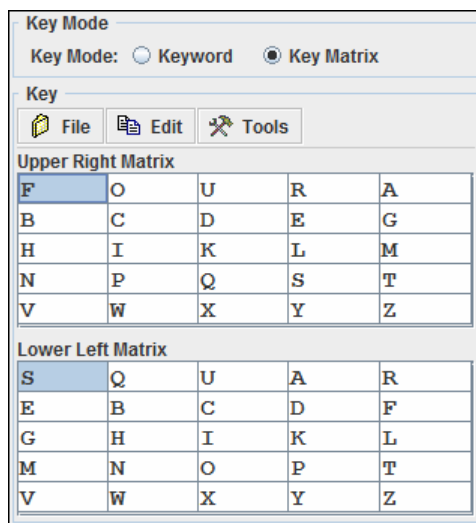 Key Mode
Key Mode: Keyword Key Matrix
Key
File Edit Tools
Upper Right Matrix
F O U R A
B C D E G
H I K L M
N P Q S T
V W X Y Z
Lower Left Matrix
S Q U A R
E B C D F
G H I K L
M N O P T
V W X Y Z